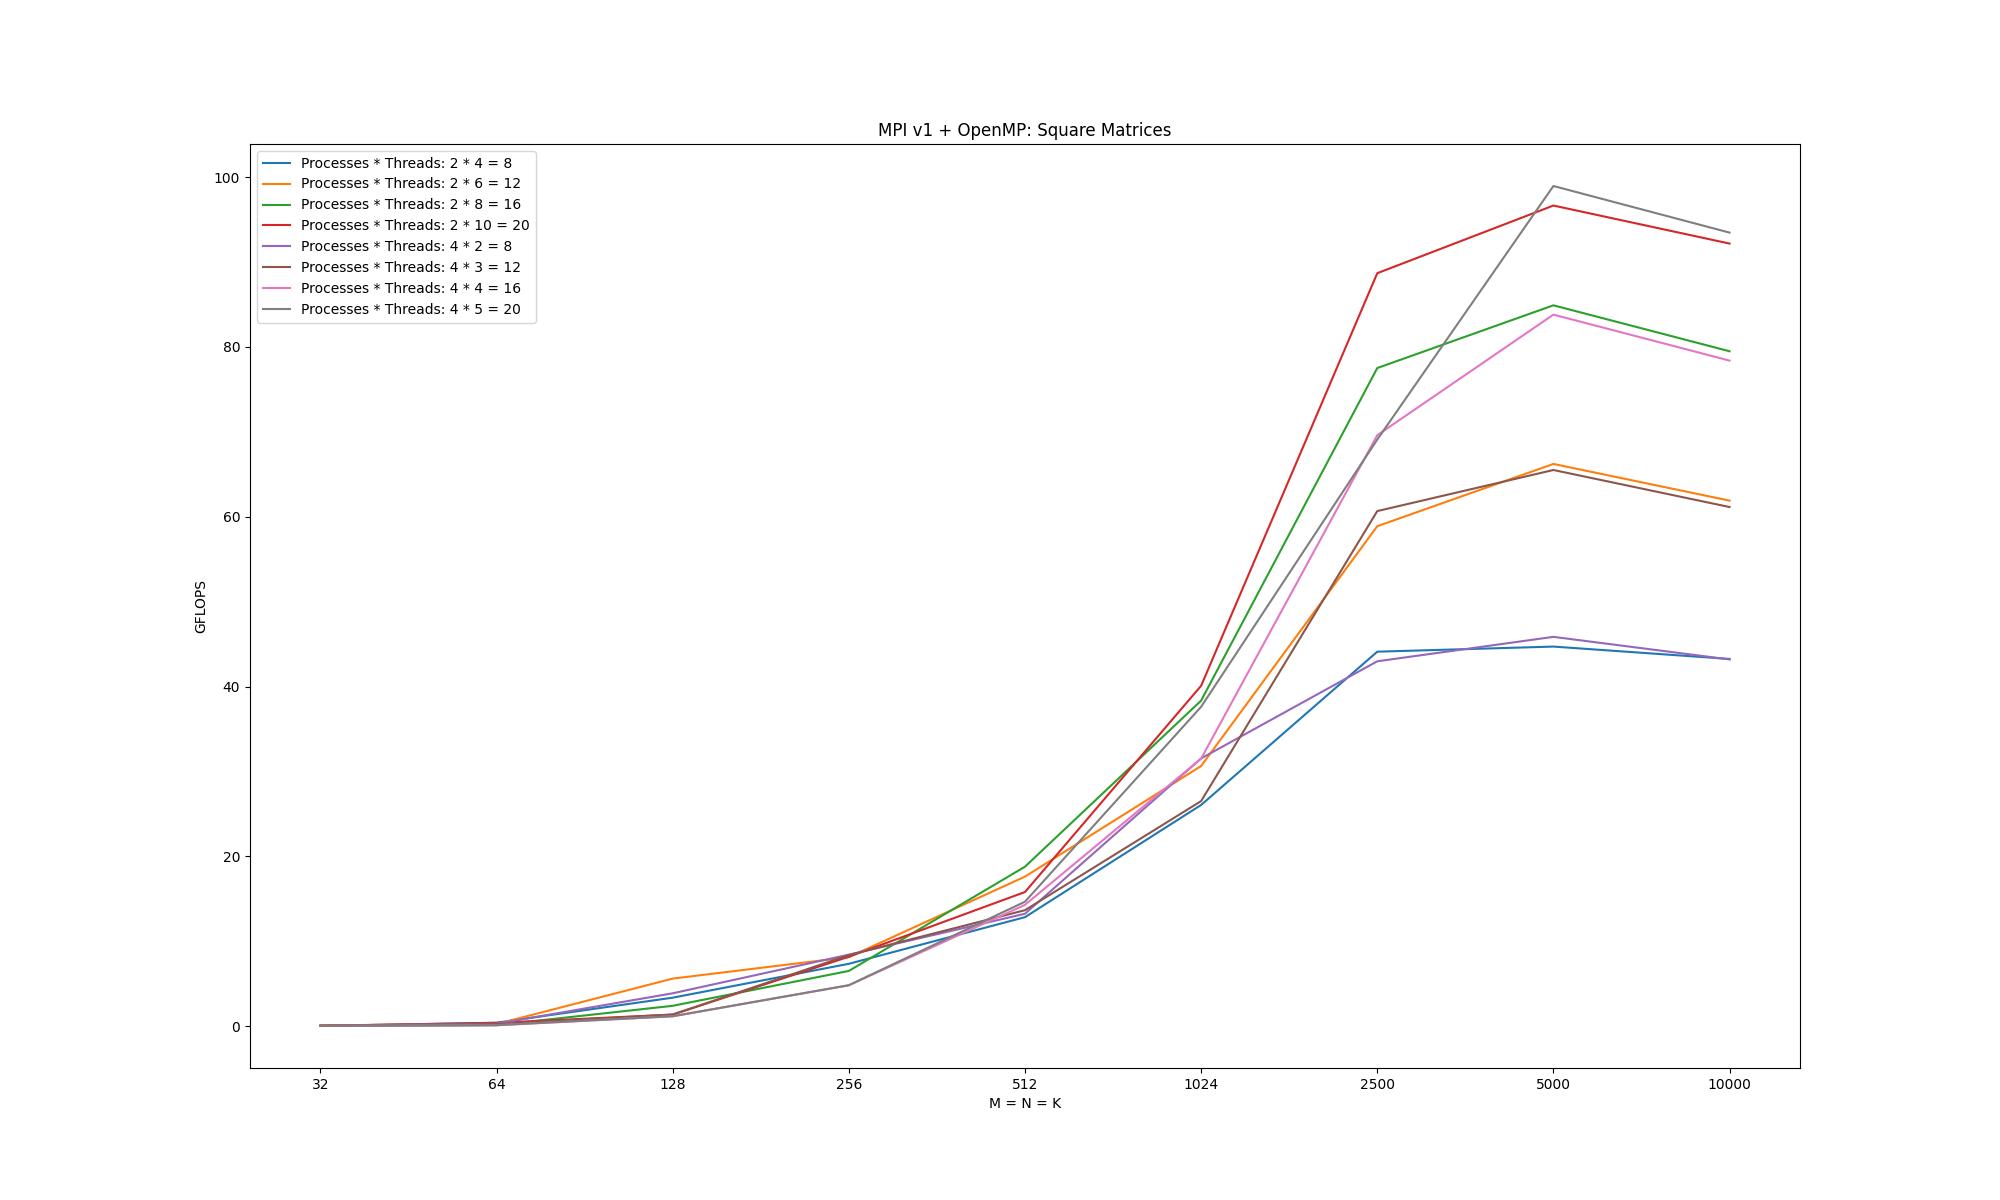 MPI v1 + OpenMP: Square Matrices
Processes * Threads: 2 * 4 = 8
Processes * Threads: 2 * 6 = 12
Processes * Threads: 2 * 8 = 16
Processes * Threads: 2 * 10 = 20
Processes * Threads: 4 * 2 = 8
Processes * Threads: 4 * 3 = 12
Processes * Threads: 4 * 4 = 16
Processes * Threads: 4 * 5 = 20
100
80
60
40
20
0
GFLOPS
32 64 128 256 512 1024 2500 5000 10000
M = N = K